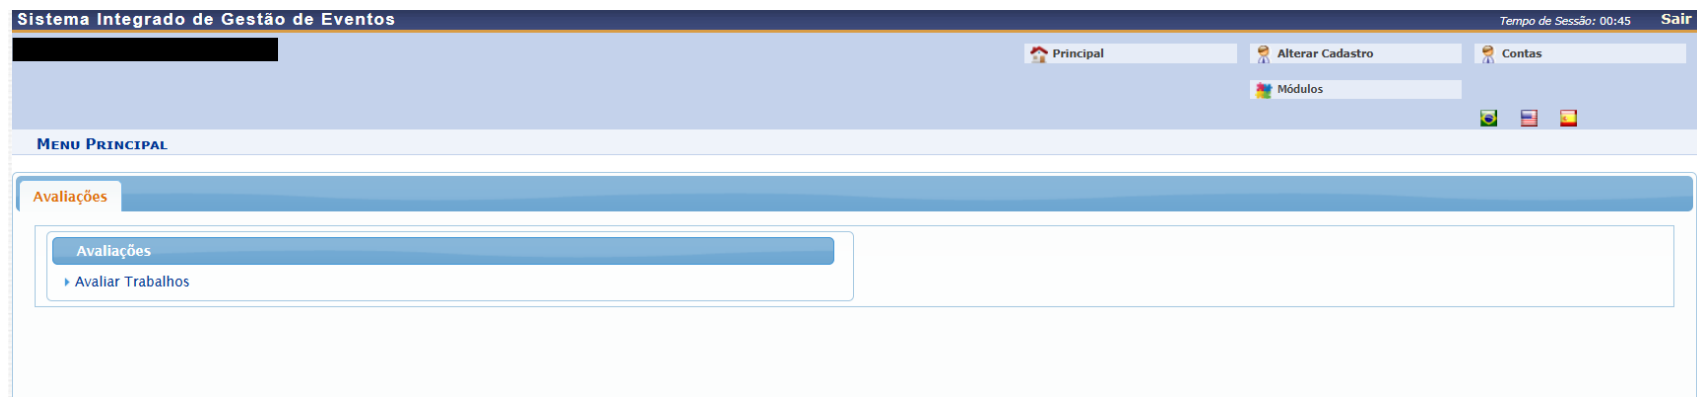 Sistema Integrado de Gestão de Eventos Tempo de Sessão: 00:45 Sair
Principal Alterar Cadastro Contas
Módulos
MENU PRINCIPAL
Avaliações
Avaliações
Avaliar Trabalhos